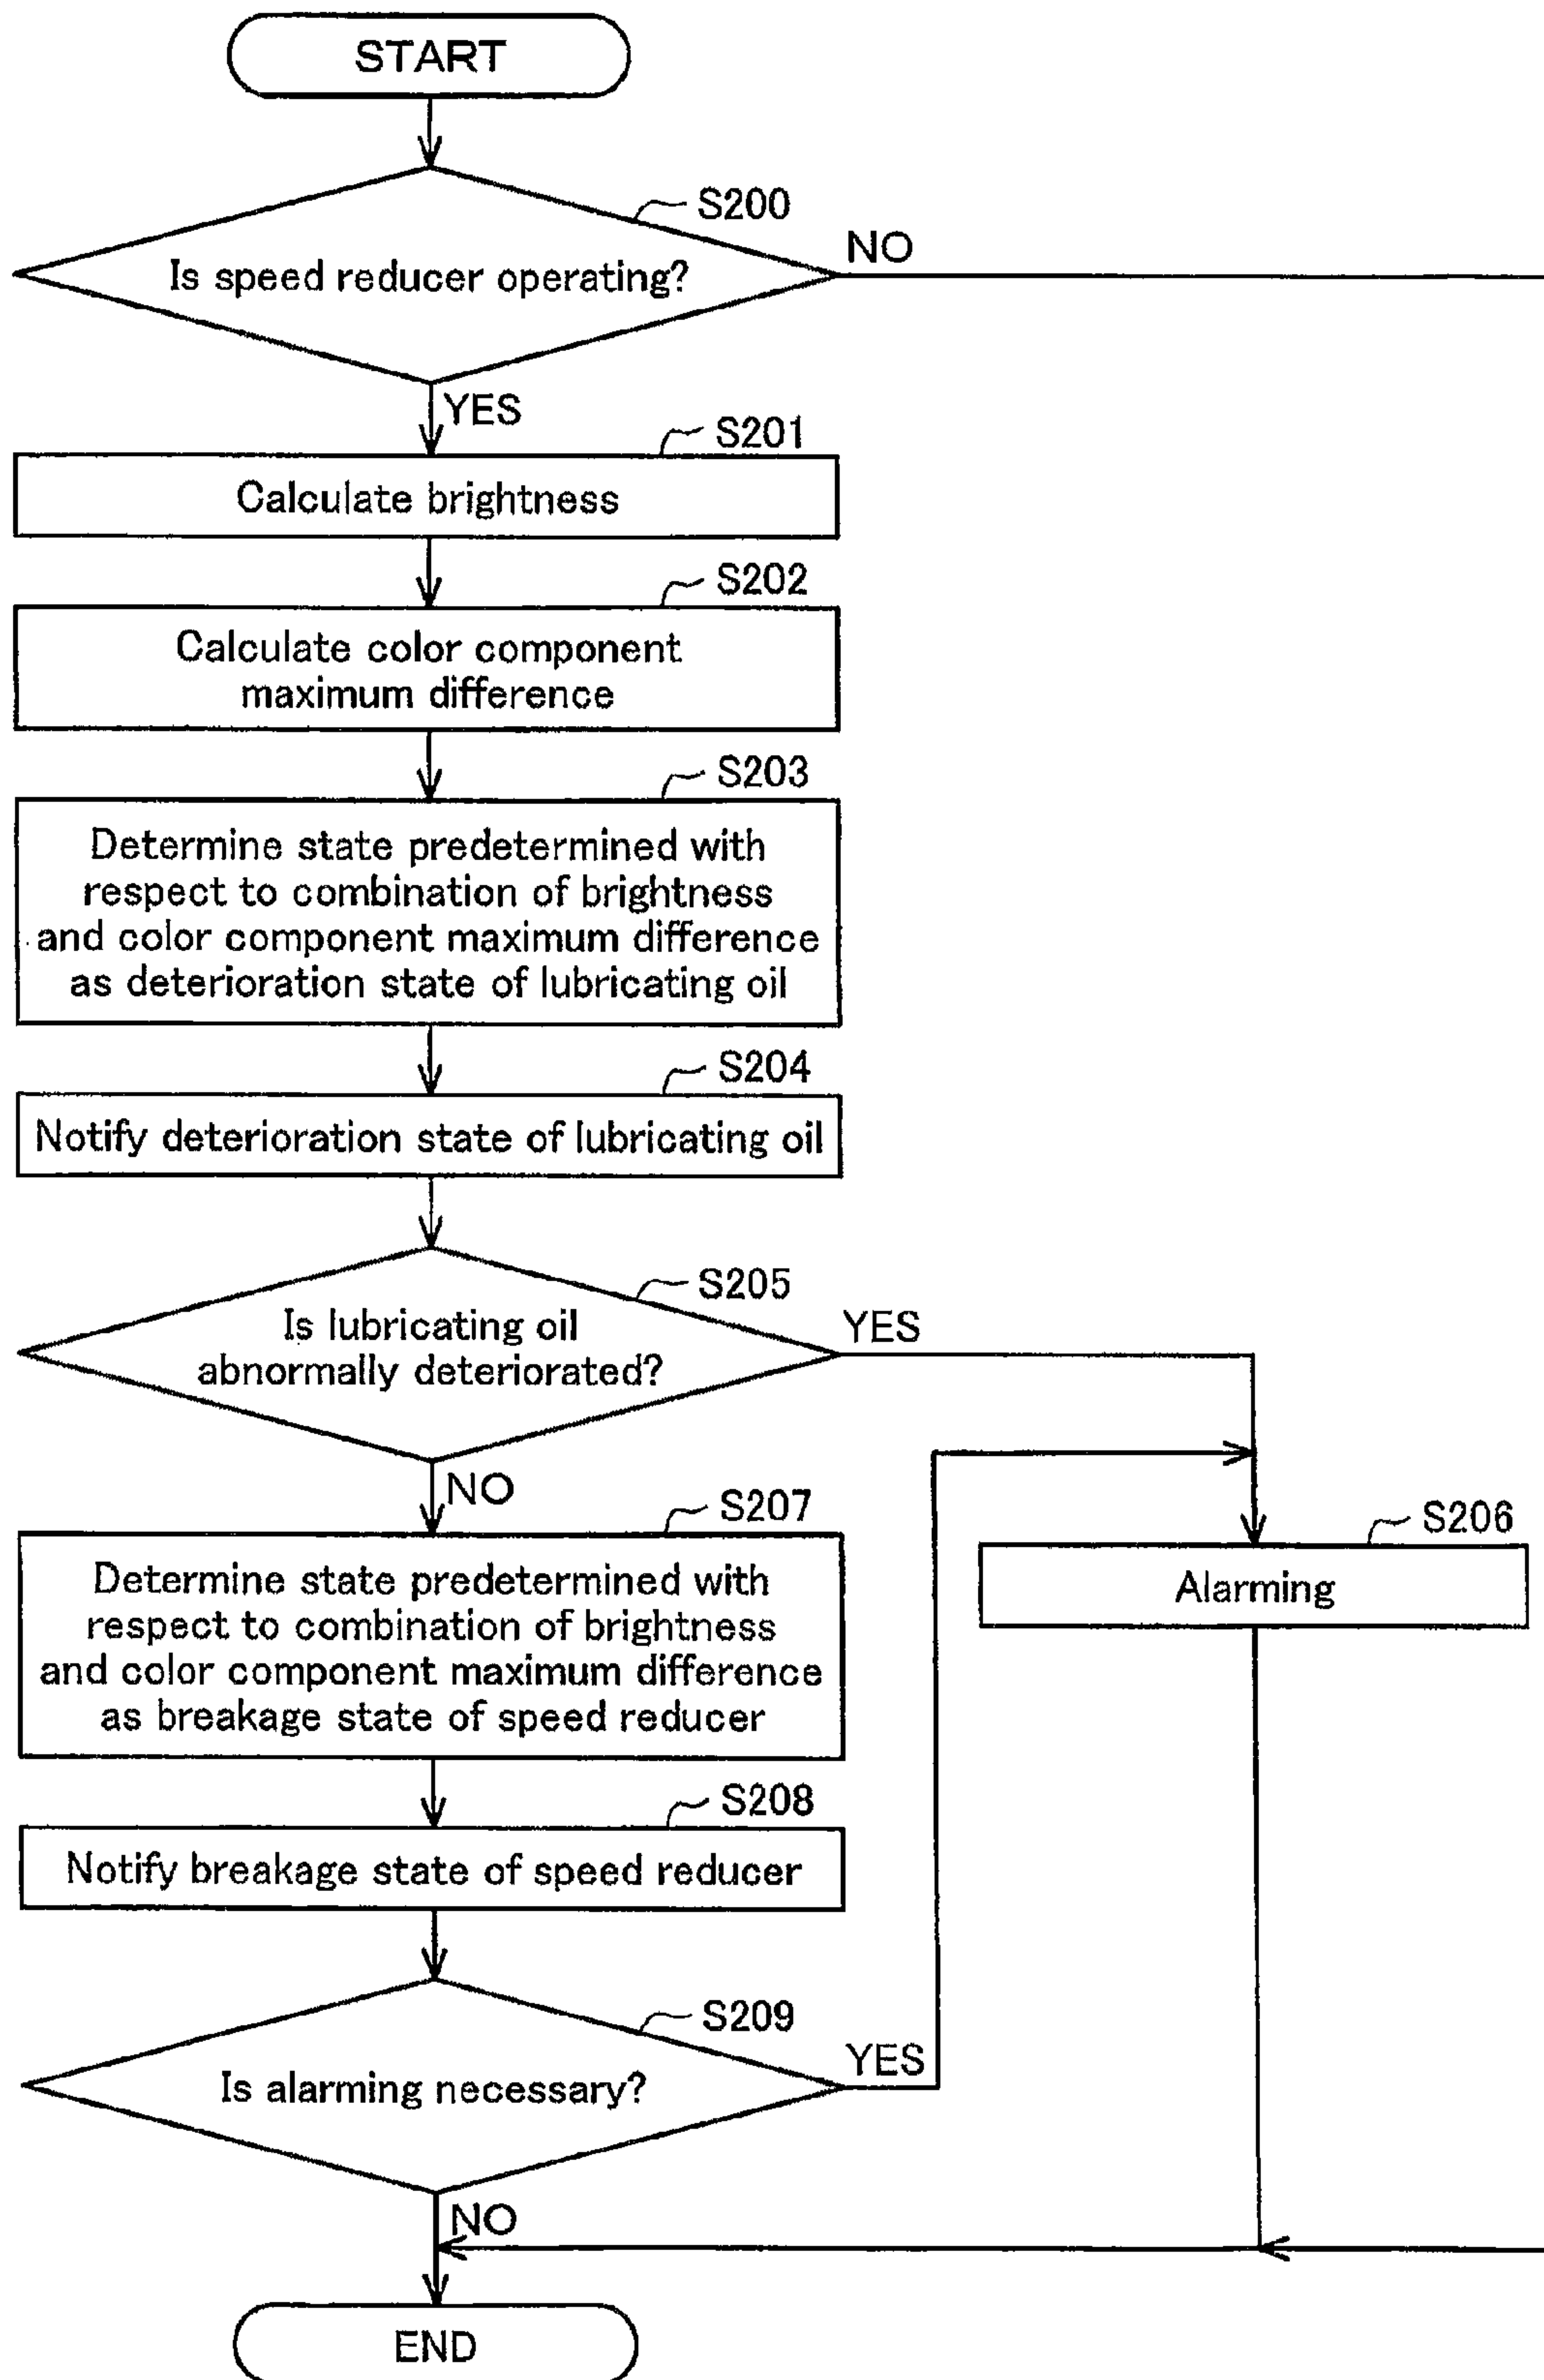 START
S200
Is speed reducer operating?
NO
YES
S201
Calculate brightness
S202
Calculate color component
maximum difference
S203
Determine state predetermined with
respect to combination of brightness
and color component maximum difference
as deterioration state of lubricating oil
S204
Notify deterioration state of lubricating oil
S205
Is lubricating oil
abnormally deteriorated?
YES
NO
S207
Determine state predetermined with
respect to combination of brightness
and color component maximum difference
as breakage state of speed reducer
S206
Alarming
S208
Notify breakage state of speed reducer
S209
Is alarming necessary?
YES
NO
END